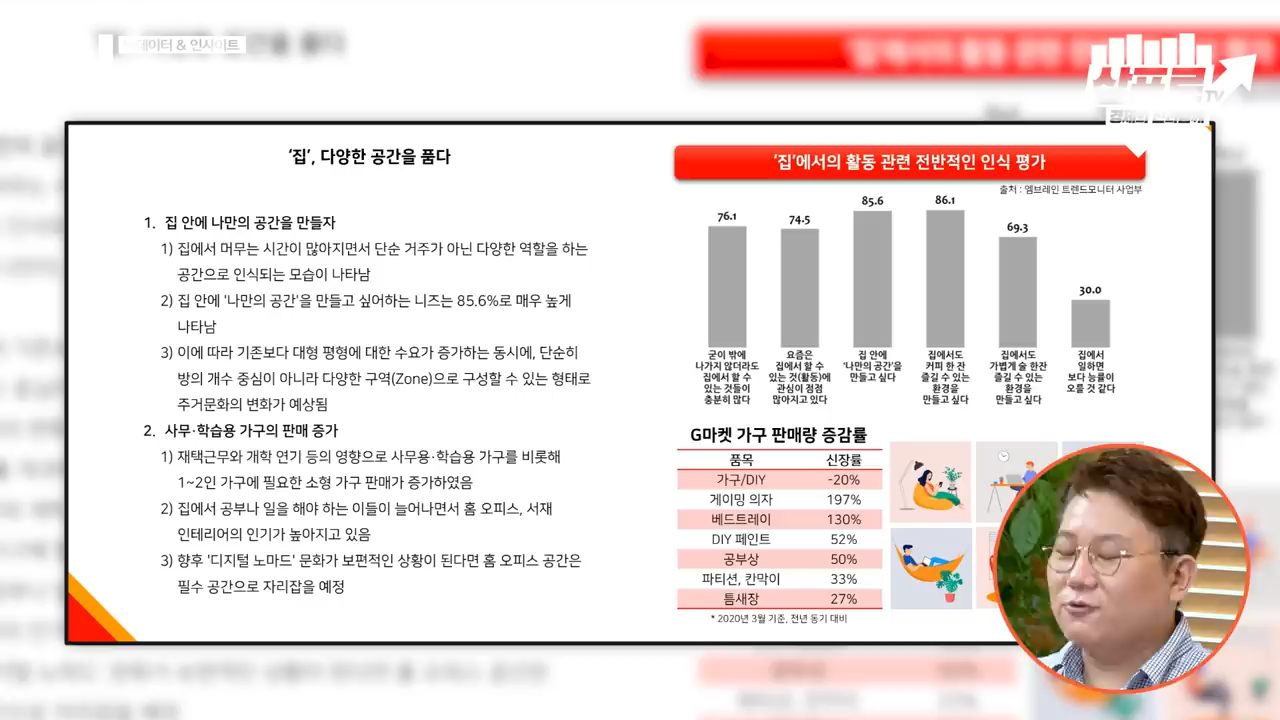 데이터 & 인사이트
'집', 다양한 공간을 품다
1. 집 안에 나만의 공간을 만들자
1) 집에서 머무는 시간이 많아지면서 단순 거주가 아닌 다양한 역할을 하는
공간으로 인식되는 모습이 나타남
2) 집 안에 '나만의 공간'을 만들고 싶어하는 니즈는 85.6%로 매우 높게
나타남
3) 이에 따라 기존보다 대형 평형에 대한 수요가 증가하는 동시에, 단순히
방의 개수 중심이 아니라 다양한 구역(Zone)으로 구성할 수 있는 형태로
주거문화의 변화가 예상됨
2. 사무·학습용 가구의 판매 증가
1) 재택근무와 개학 연기 등의 영향으로 사무용·학습용 가구를 비롯해
1~2인 가구에 필요한 소형 가구 판매가 증가하였음
2) 집에서 공부나 일을 해야 하는 이들이 늘어나면서 홈 오피스, 서재
인테리어의 인기가 높아지고 있음
3) 향후 '디지털 노마드' 문화가 보편적인 상황이 된다면 홈 오피스 공간은
필수 공간으로 자리잡을 예정
'집'에서의 활동 관련 전반적인 인식 평가
출처 : 엠브레인 트렌드모니터 사업부
76.1
74.5
85.6
86.1
69.3
30.0
굳이 밖에
나가지 않더라도
집에서 할 수
있는 것들이
충분히 많다
요즘은
집에서 할 수
있는 것(활동)에
관심이 점점
많아지고 있다
집 안에
'나만의 공간'을
만들고 싶다
집에서도
커피 한 잔
즐길 수 있는
환경을
만들고 싶다
집에서도
가볍게 술 한잔
즐길 수 있는
환경을
만들고 싶다
집에서
일하면
보다 능률이
오를 것 같다
G마켓 가구 판매량 증감률
품목 신장률
가구/DIY -20%
게이밍 의자 197%
베드트레이 130%
DIY 페인트 52%
공부상 50%
파티션, 칸막이 33%
틈새장 27%
* 2020년 3월 기준, 전년 동기 대비
TV